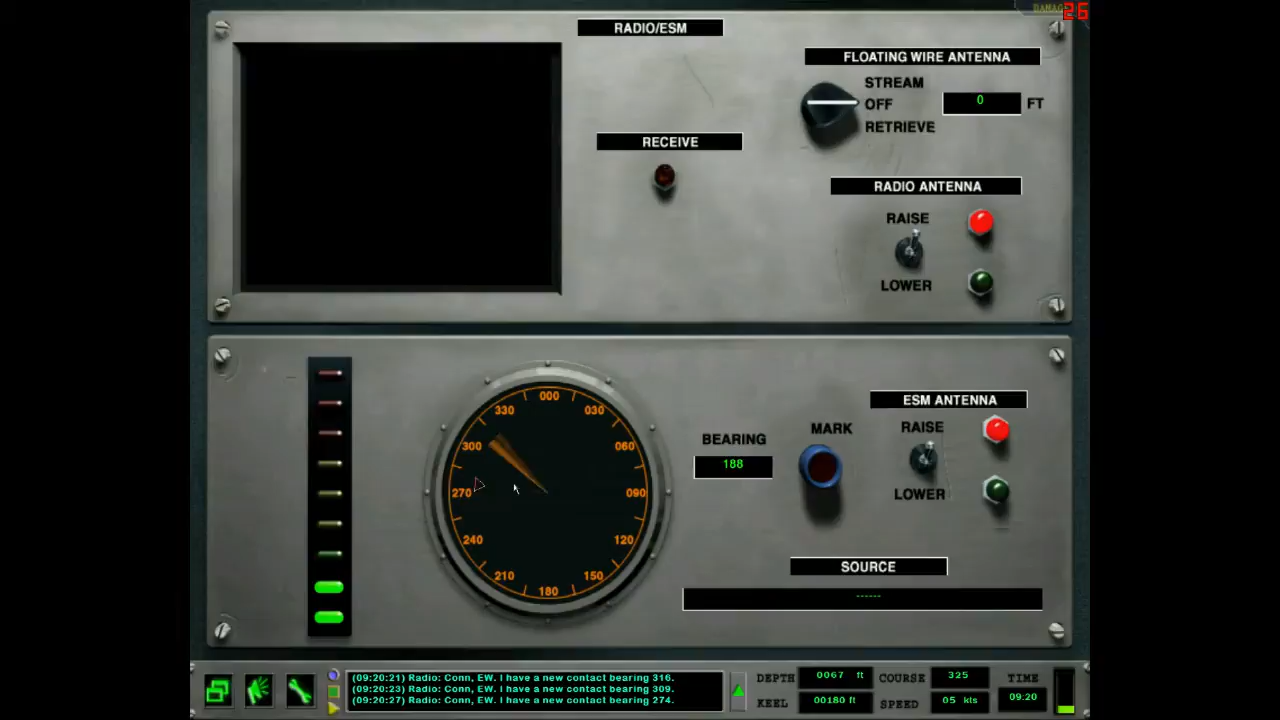 DAMAGE
26
RADIO/ESM
FLOATING WIRE ANTENNA
STREAM
OFF
RETRIEVE
0
FT
RECEIVE
RADIO ANTENNA
RAISE
LOWER
000
030
060
090
120
150
180
210
240
270
300
330
BEARING
188
MARK
ESM ANTENNA
RAISE
LOWER
SOURCE
------
(09:20:21) Radio: Conn, EW. I have a new contact bearing 316.
(09:20:23) Radio: Conn, EW. I have a new contact bearing 309.
(09:20:27) Radio: Conn, EW. I have a new contact bearing 274.
DEPTH
0067 ft
COURSE
325
TIME
KEEL
00180 ft
SPEED
05 kts
09:20